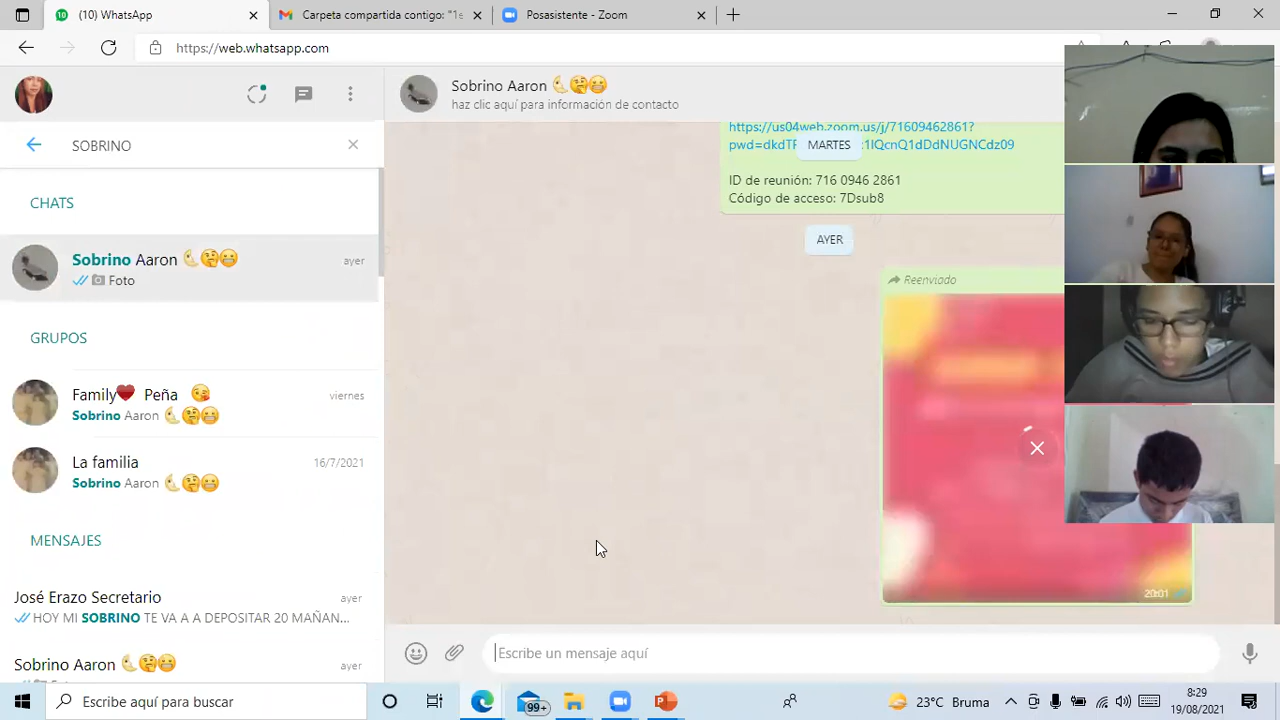 (10) WhatsApp
Carpeta compartida contigo: "1e
Posasistente - Zoom
https://web.whatsapp.com
SOBRINO
CHATS
Sobrino Aaron
ayer
Foto
GRUPOS
Family Peña
viernes
Sobrino Aaron
La familia
16/7/2021
Sobrino Aaron
MENSAJES
José Erazo Secretario
ayer
HOY MI SOBRINO TE VA A A DEPOSITAR 20 MAÑAN...
Sobrino Aaron
ayer
Sobrino Aaron
haz clic aquí para información de contacto
https://us04web.zoom.us/j/71609462861?
MARTES
ID de reunión: 716 0946 2861
Código de acceso: 7Dsub8
AYER
Reenviado
20:01
Escribe un mensaje aquí
Escribe aquí para buscar
99+
23°C Bruma
8:29
19/08/2021